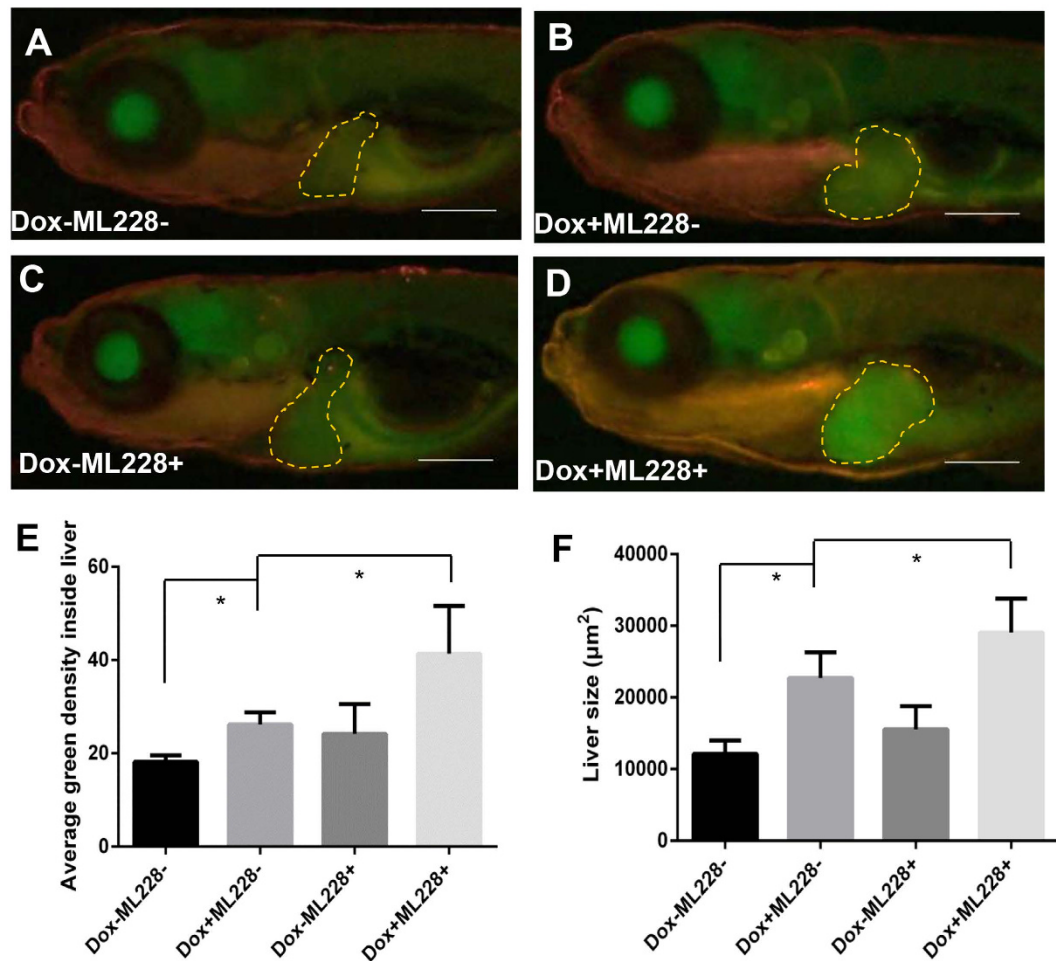 A
Dox-ML228-
B
Dox+ML228-
C
Dox-ML228+
D
Dox+ML228+
E
Average green density inside liver
60
40
20
0
*
*
Dox-ML228-
Dox+ML228-
Dox-ML228+
Dox+ML228+
F
Liver size (µm²)
40000
30000
20000
10000
0
*
*
Dox-ML228-
Dox+ML228-
Dox-ML228+
Dox+ML228+